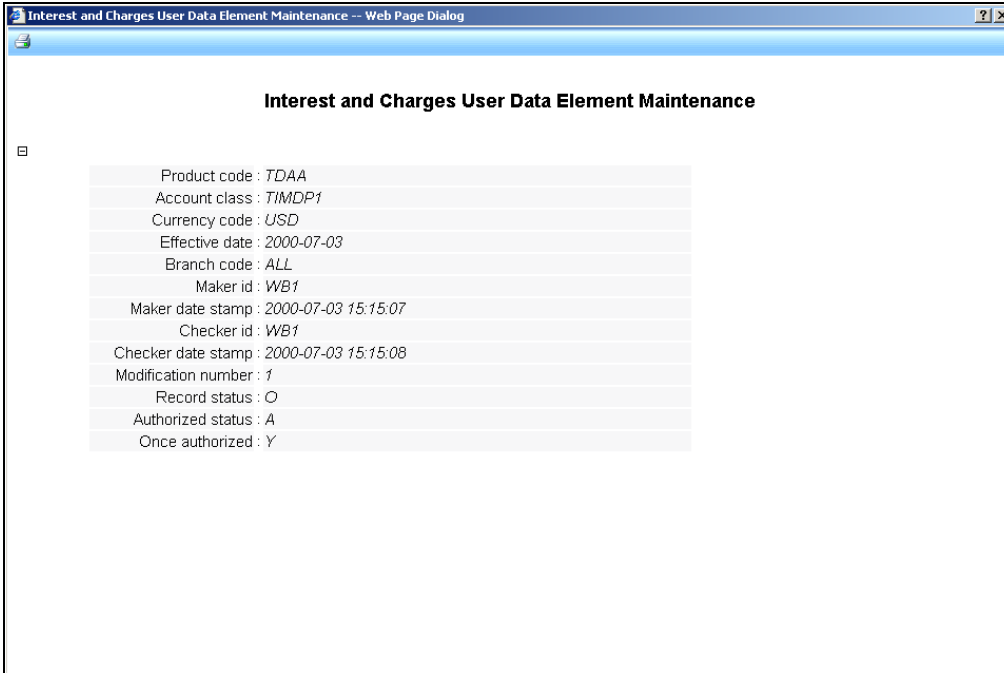 Interest and Charges User Data Element Maintenance -- Web Page Dialog
Interest and Charges User Data Element Maintenance
Product code : TDAA
Account class : TIMDP1
Currency code : USD
Effective date : 2000-07-03
Branch code : ALL
Maker id : WB1
Maker date stamp : 2000-07-03 15:15:07
Checker id : WB1
Checker date stamp : 2000-07-03 15:15:08
Modification number : 1
Record status : O
Authorized status : A
Once authorized : Y